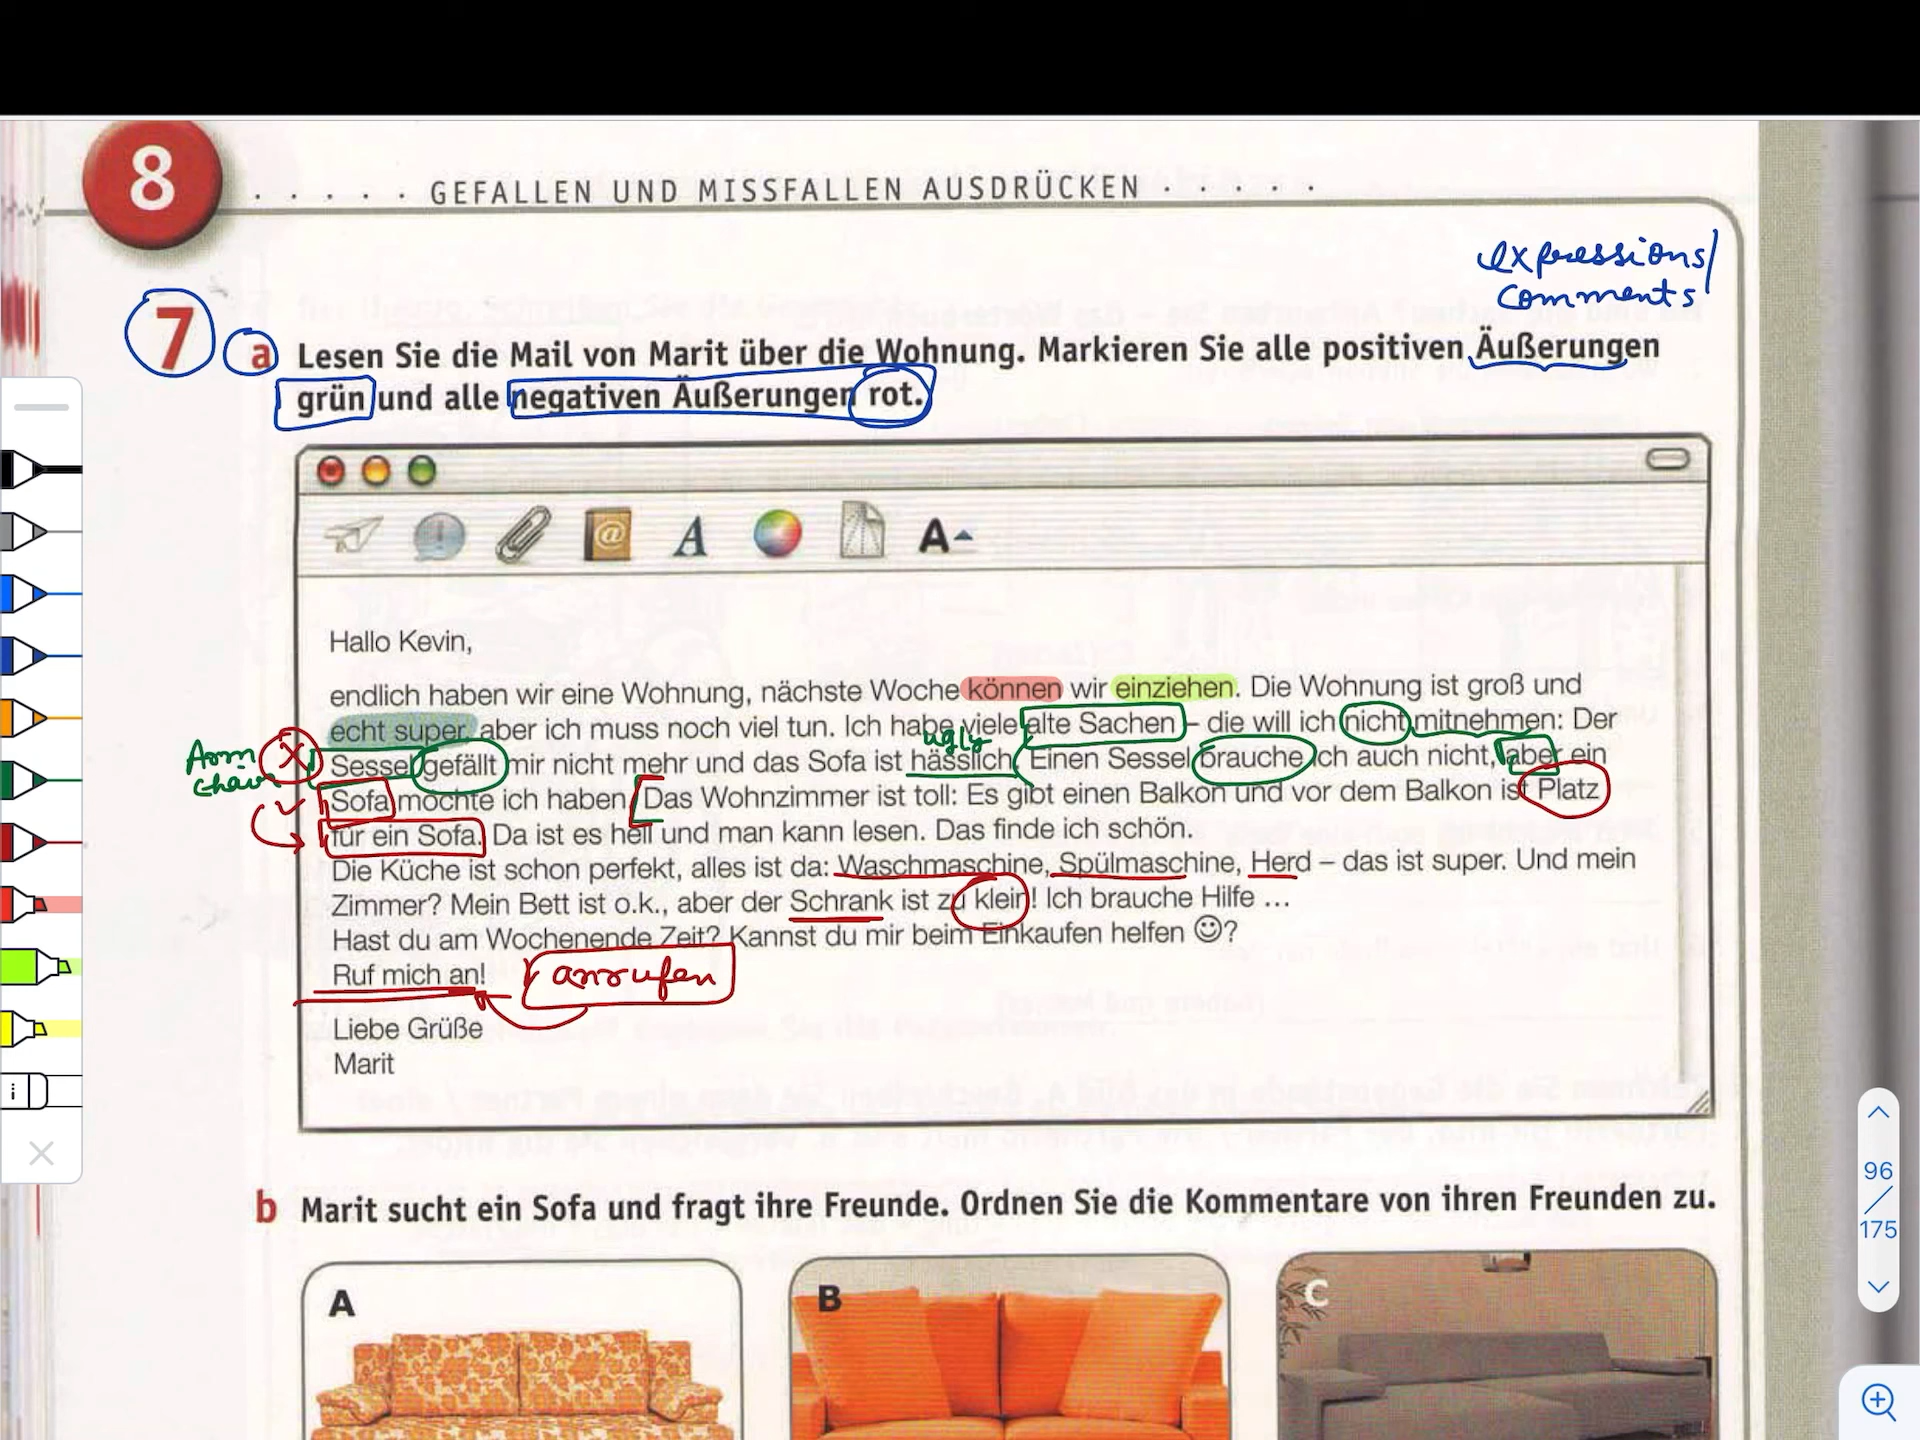 8
· · · · · GEFALLEN UND MISSFALLEN AUSDRÜCKEN · · · · ·
expressions/
comments
7 a Lesen Sie die Mail von Marit über die Wohnung. Markieren Sie alle positiven Äußerungen
grün und alle negativen Äußerungen rot.
A A
Hallo Kevin,
endlich haben wir eine Wohnung, nächste Woche können wir einziehen. Die Wohnung ist groß und
echt super, aber ich muss noch viel tun. Ich habe viele alte Sachen – die will ich nicht mitnehmen: Der
ugly
Arm
chair
Sessel gefällt mir nicht mehr und das Sofa ist hässlich. Einen Sessel brauche ich auch nicht, aber ein
Sofa möchte ich haben. Das Wohnzimmer ist toll: Es gibt einen Balkon und vor dem Balkon ist Platz
für ein Sofa. Da ist es hell und man kann lesen. Das finde ich schön.
Die Küche ist schon perfekt, alles ist da: Waschmaschine, Spülmaschine, Herd – das ist super. Und mein
Zimmer? Mein Bett ist o.k., aber der Schrank ist zu klein! Ich brauche Hilfe ...
Hast du am Wochenende Zeit? Kannst du mir beim Einkaufen helfen ☺?
Ruf mich an! anrufen
Liebe Grüße
Marit
96
/
175
b Marit sucht ein Sofa und fragt ihre Freunde. Ordnen Sie die Kommentare von ihren Freunden zu.
A B C